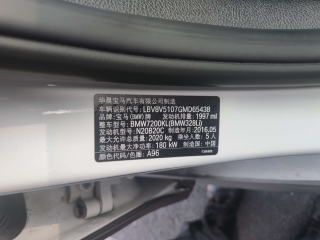 华晨宝马汽车有限公司制造
车辆识别代号: LBV8V5107GMD65438
品牌: 宝马(BMW)牌 发动机排量: 1997 ml
车辆型号: BMW7200KL(BMW328Li)
发动机型号: N20B20C 制造年月: 2016.05
最大允许总质量: 2020 kg 乘坐人数: 5人
发动机最大净功率: 180 kW 制造国: 中国
颜色代码/色圈: A96